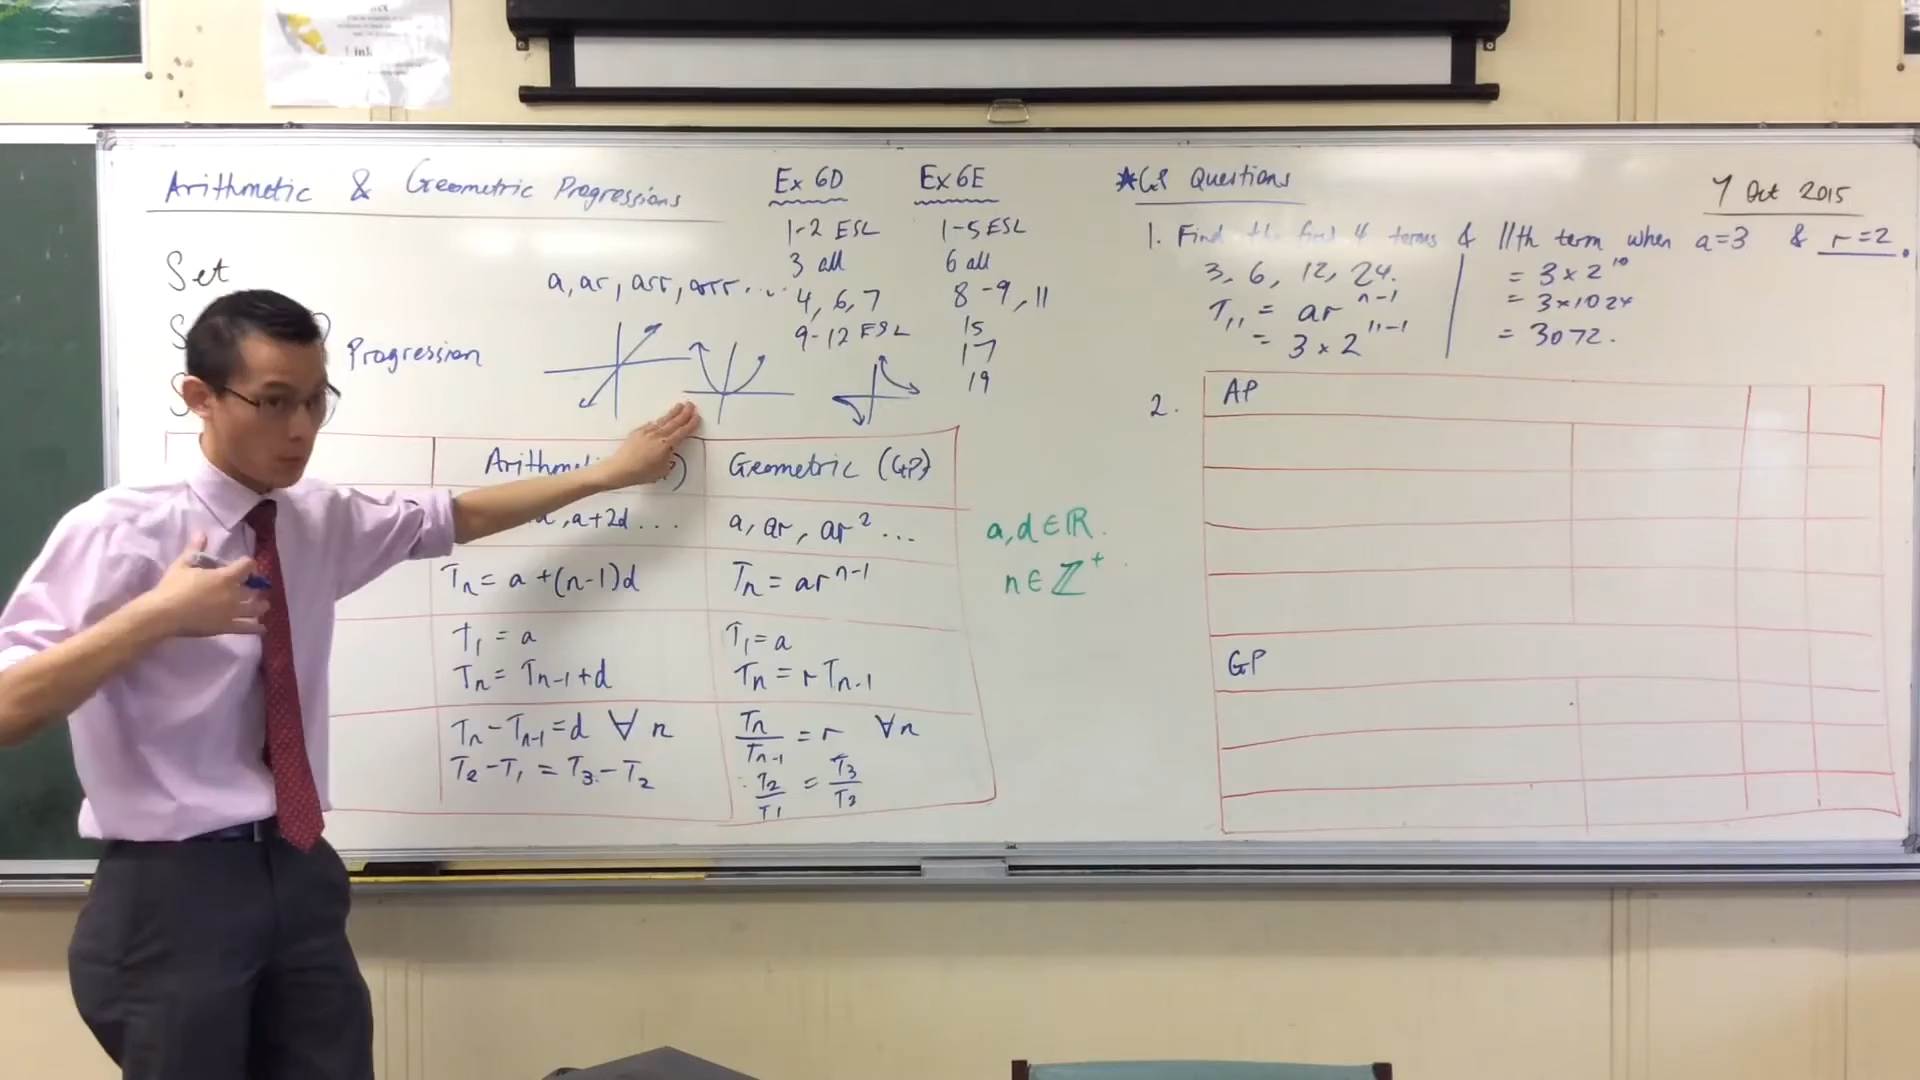 Arithmetic & Geometric Progressions
Set
Progression
a, ar, arr, arrr . . .
Ex 6D
1-2 ESL
3 all
4, 6, 7
9-12 ESL
Ex 6E
1-5 ESL
6 all
8-9, 11
15
17
19
Geometric (GP)
, a+2d . . .
a, ar, ar² ...
Tn = a +(n-1)d
Tn = arⁿ⁻¹
T₁ = a
T₁ = a
Tn = Tn-1 + d
Tn = r Tn-1
Tn - Tn-1 = d ∀ n
Tn/Tn-1 = r ∀n
T₂ - T₁ = T₃ - T₂
T₂/T₁ = T₃/T₂
a, d ∈ ℝ.
n ∈ ℤ⁺
*GP Questions
7 Oct 2015
1. Find the first 4 terms & 11th term when a=3 & r=2.
3, 6, 12, 24.
T₁₁ = arⁿ⁻¹
= 3 × 2¹¹⁻¹
= 3 × 2¹⁰
= 3×1024
= 3072.
2.
AP
GP